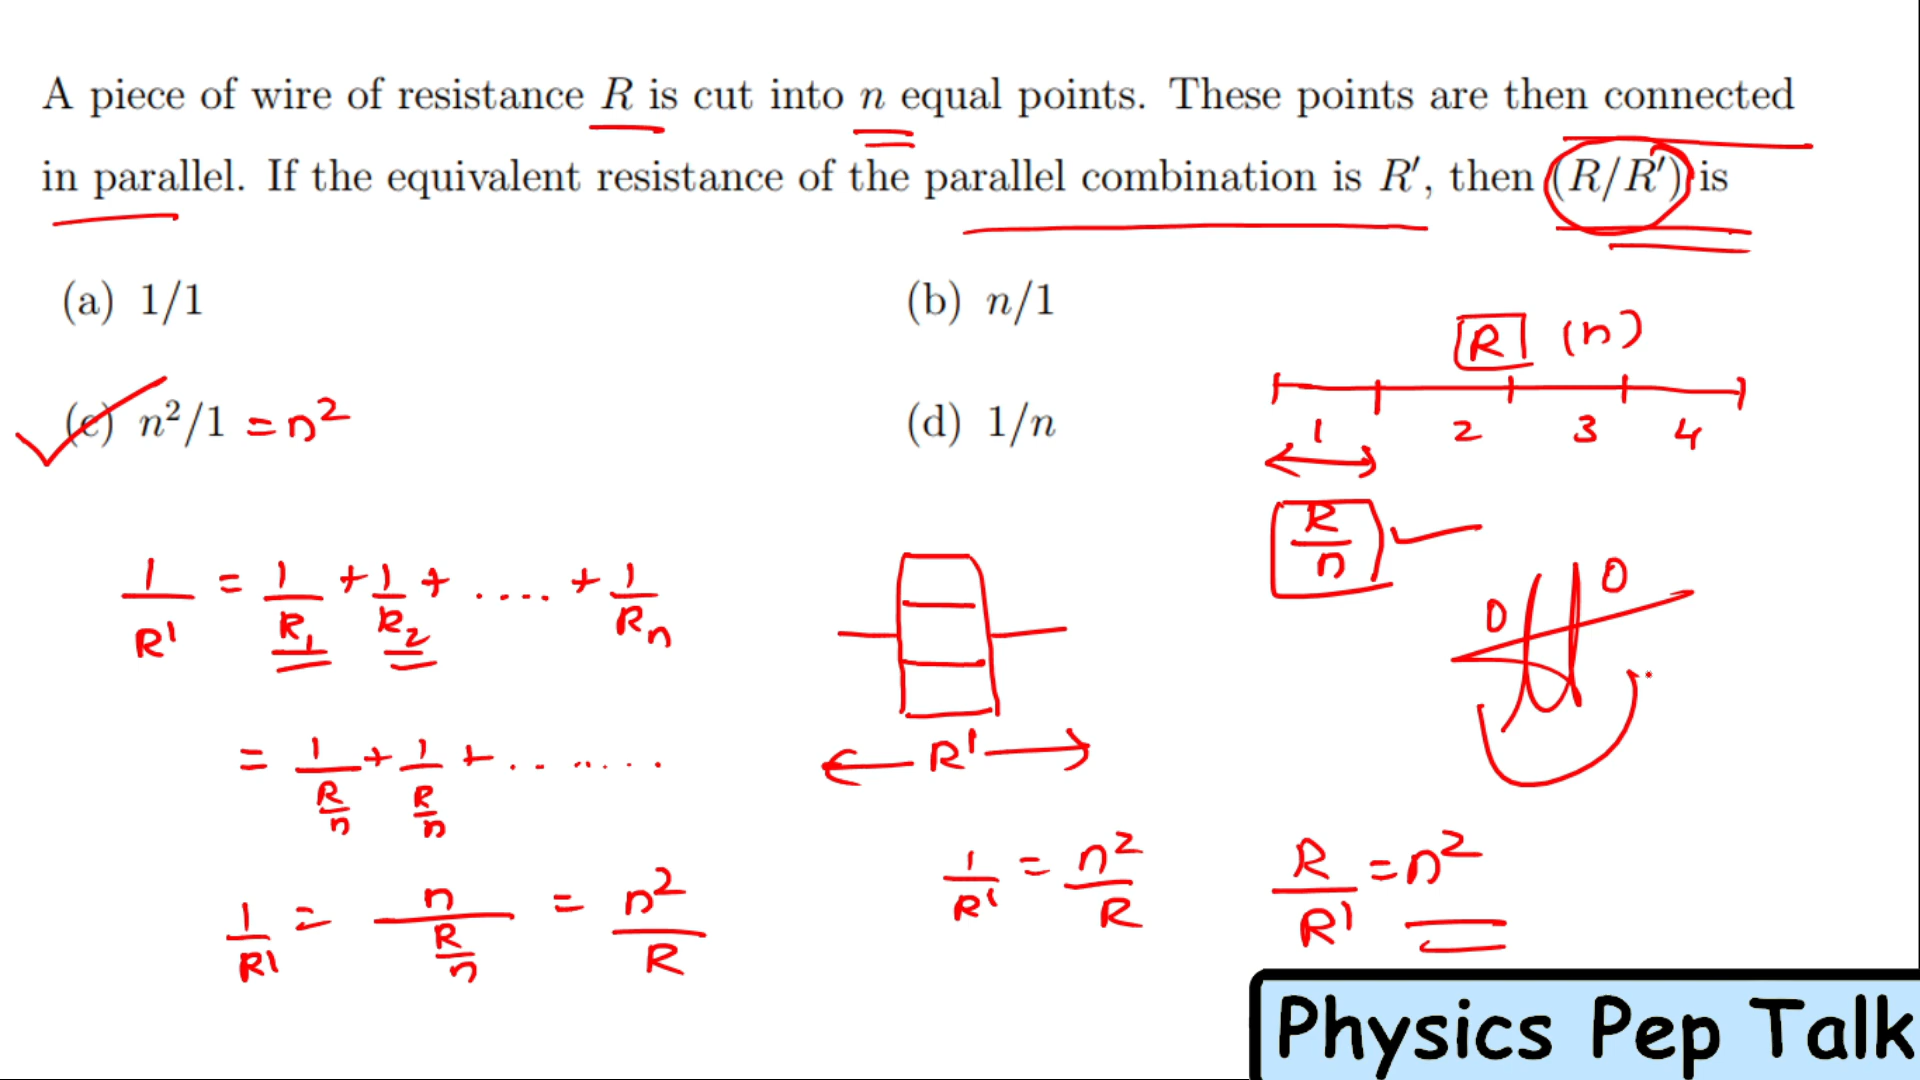 A piece of wire of resistance R is cut into n equal points. These points are then connected
in parallel. If the equivalent resistance of the parallel combination is R′, then (R/R′) is
(a) 1/1
(b) n/1
R (n)
(c) n²/1 = n²
(d) 1/n
1 2 3 4
R/n
1/R' = 1/R₁ + 1/R₂ + .... + 1/Rₙ
0 0
= 1/(R/n) + 1/(R/n) + .......
R'
1/R' = n/(R/n) = n²/R
1/R' = n²/R
R/R' = n²
Physics Pep Talk